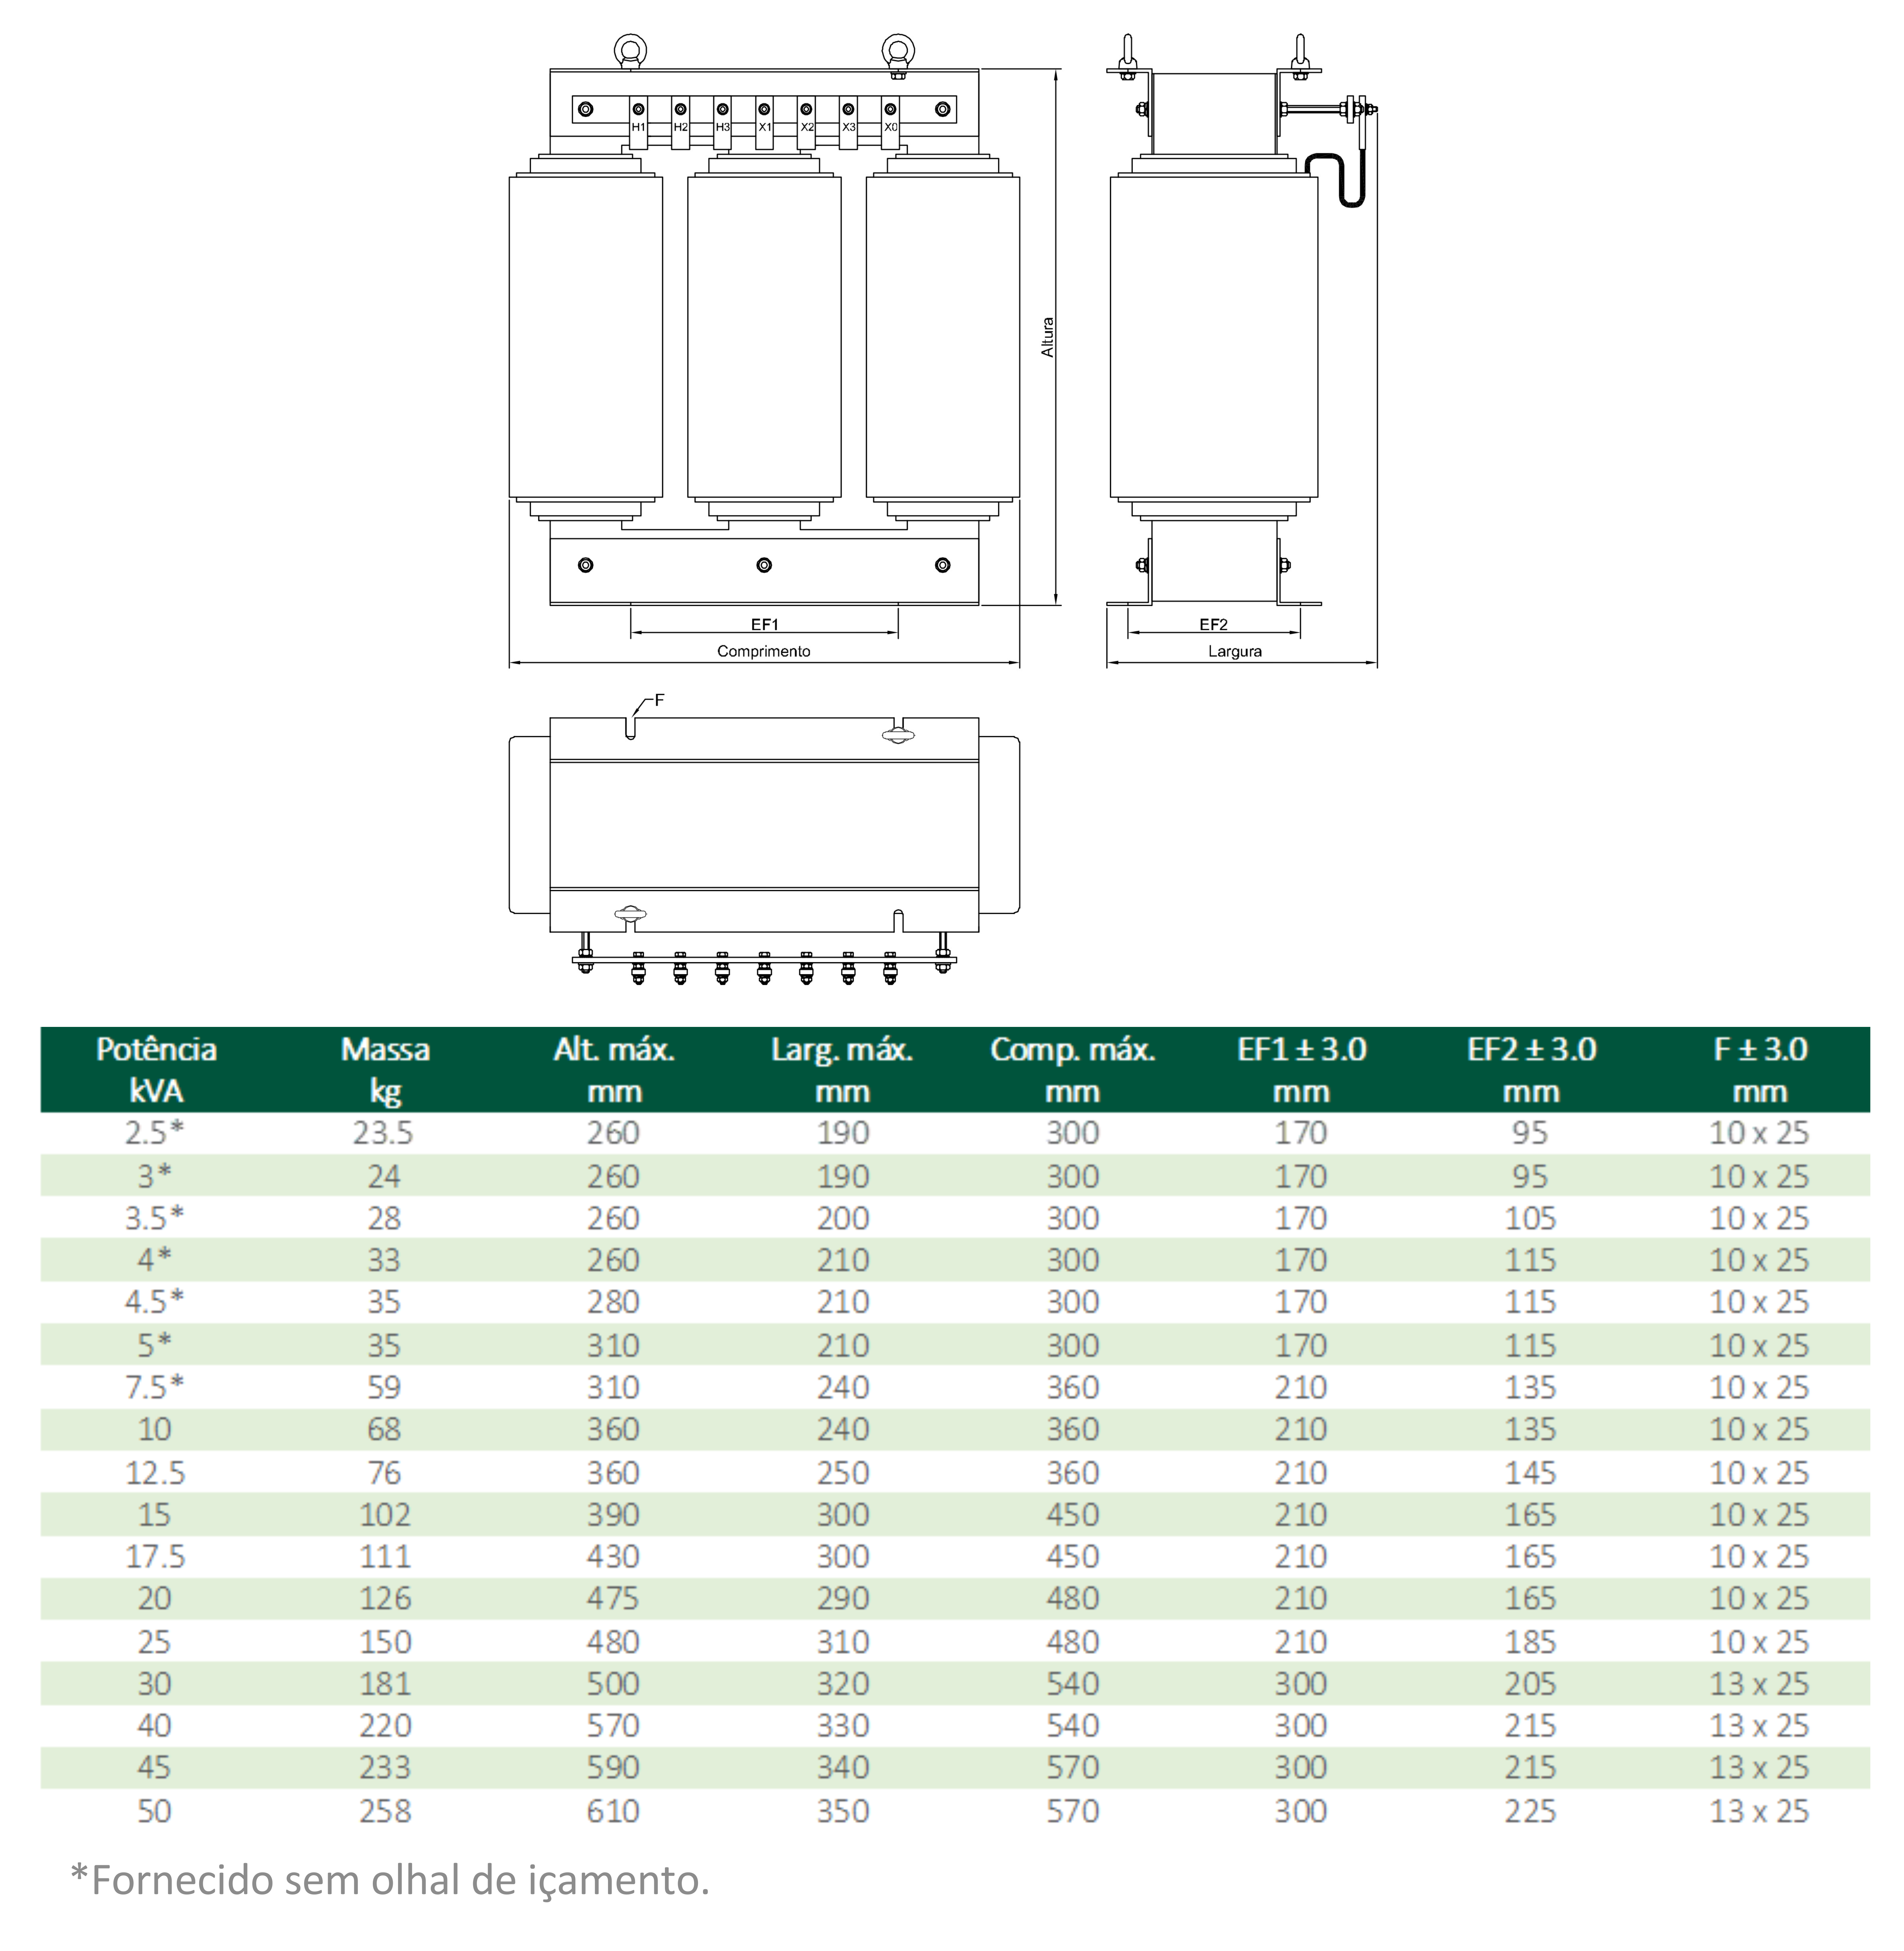 H1 H2 H3 X1 X2 X3 X0
Altura
EF1
EF2
Comprimento
Largura
F
Potência Massa Alt. máx. Larg. máx. Comp. máx. EF1 ± 3.0 EF2 ± 3.0 F ± 3.0
kVA kg mm mm mm mm mm mm
2.5* 23.5 260 190 300 170 95 10 x 25
3* 24 260 190 300 170 95 10 x 25
3.5* 28 260 200 300 170 105 10 x 25
4* 33 260 210 300 170 115 10 x 25
4.5* 35 280 210 300 170 115 10 x 25
5* 35 310 210 300 170 115 10 x 25
7.5* 59 310 240 360 210 135 10 x 25
10 68 360 240 360 210 135 10 x 25
12.5 76 360 250 360 210 145 10 x 25
15 102 390 300 450 210 165 10 x 25
17.5 111 430 300 450 210 165 10 x 25
20 126 475 290 480 210 165 10 x 25
25 150 480 310 480 210 185 10 x 25
30 181 500 320 540 300 205 13 x 25
40 220 570 330 540 300 215 13 x 25
45 233 590 340 570 300 215 13 x 25
50 258 610 350 570 300 225 13 x 25
*Fornecido sem olhal de içamento.